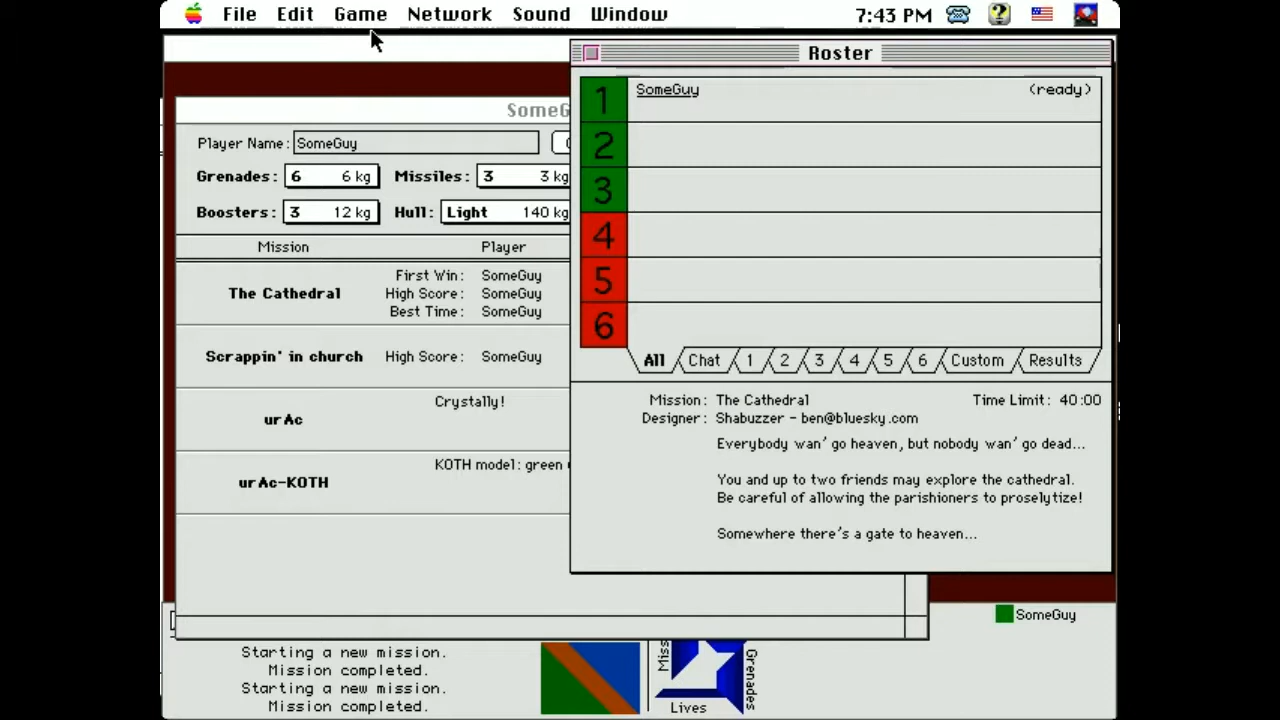 File Edit Game Network Sound Window 7:43 PM
Roster
Player Name: SomeGuy
Grenades: 6 6 kg Missiles: 3 3 kg
Boosters: 3 12 kg Hull: Light 140 kg
Mission Player
The Cathedral
First Win: SomeGuy
High Score: SomeGuy
Best Time: SomeGuy
Scrappin' in church High Score: SomeGuy
Crystally!
urAc
KOTH model: green
urAc-KOTH
1 SomeGuy (ready)
2
3
4
5
6
All Chat 1 2 3 4 5 6 Custom Results
Mission: The Cathedral Time Limit: 40:00
Designer: Shabuzzer - ben@bluesky.com
Everybody wan' go heaven, but nobody wan' go dead...
You and up to two friends may explore the cathedral.
Be careful of allowing the parishioners to proselytize!
Somewhere there's a gate to heaven...
SomeGuy
Starting a new mission.
Mission completed.
Starting a new mission.
Mission completed.
Grenades
Lives